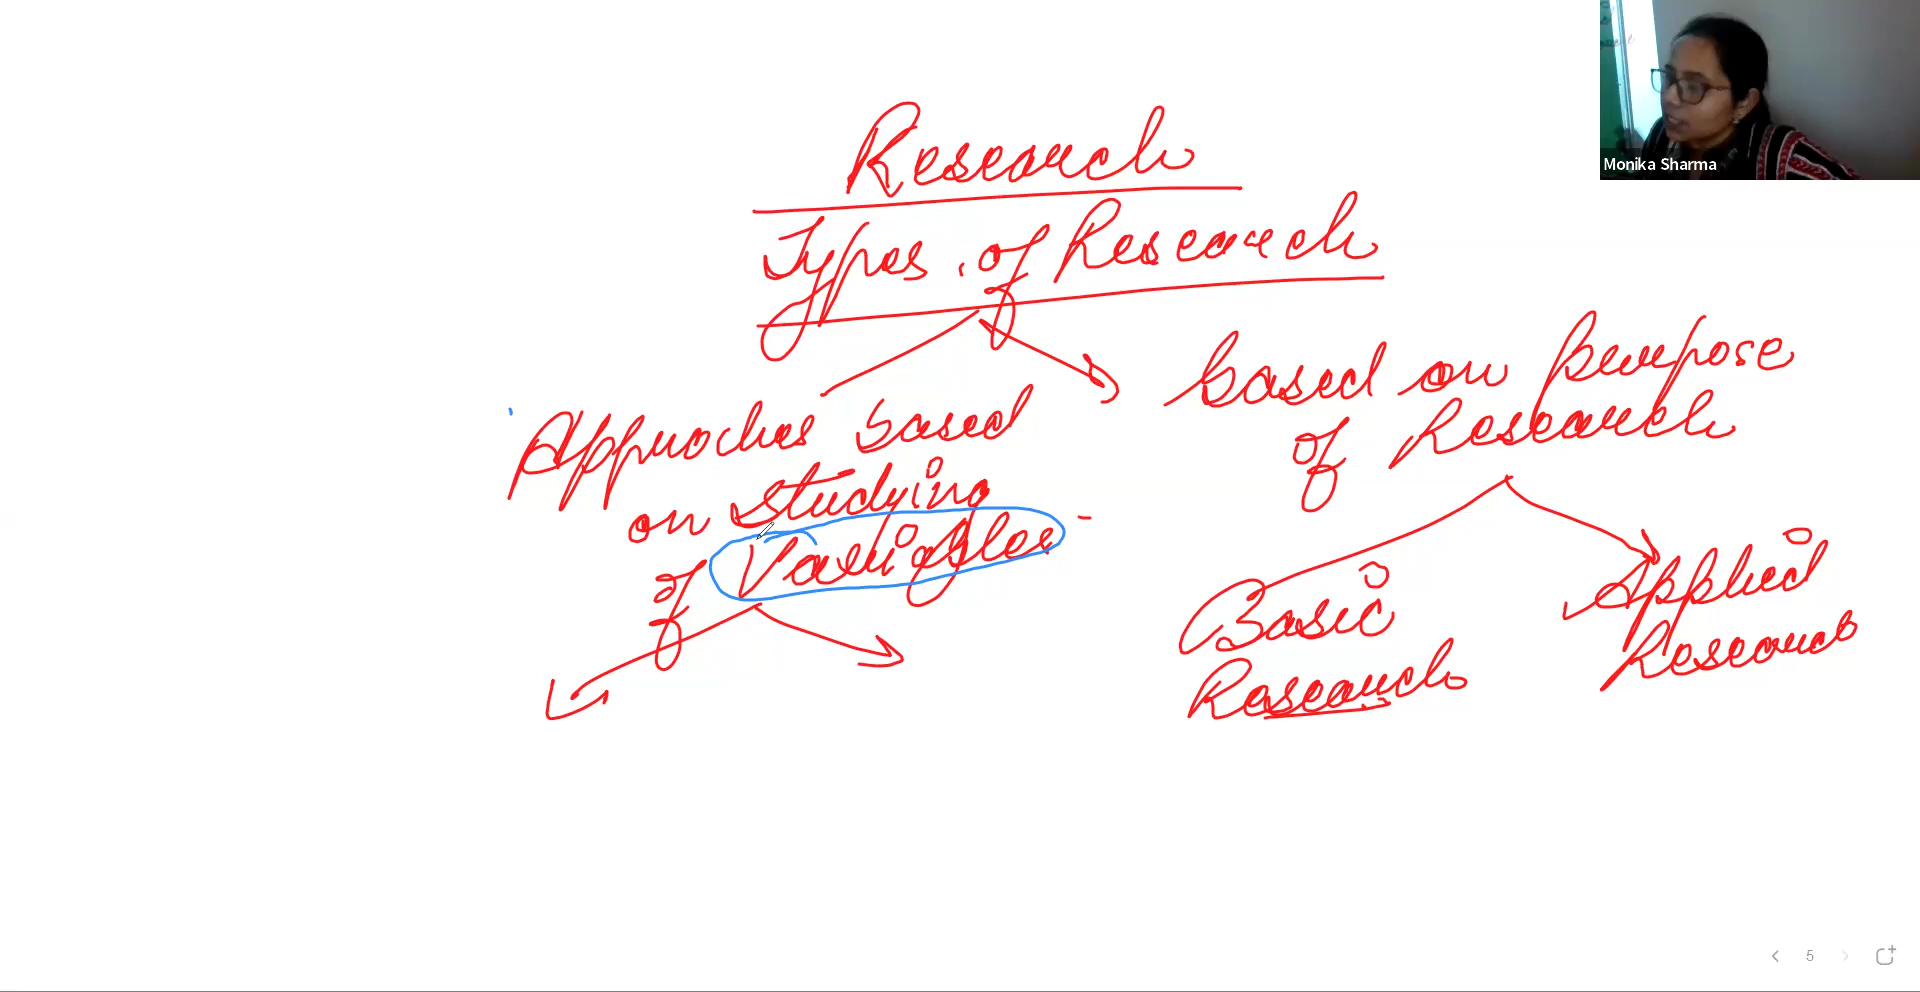 Research
Types of Research
Approches based
on studying
of Variables
based on Purpose
of Research
Basic
Research
Applied
Research
Monika Sharma
5